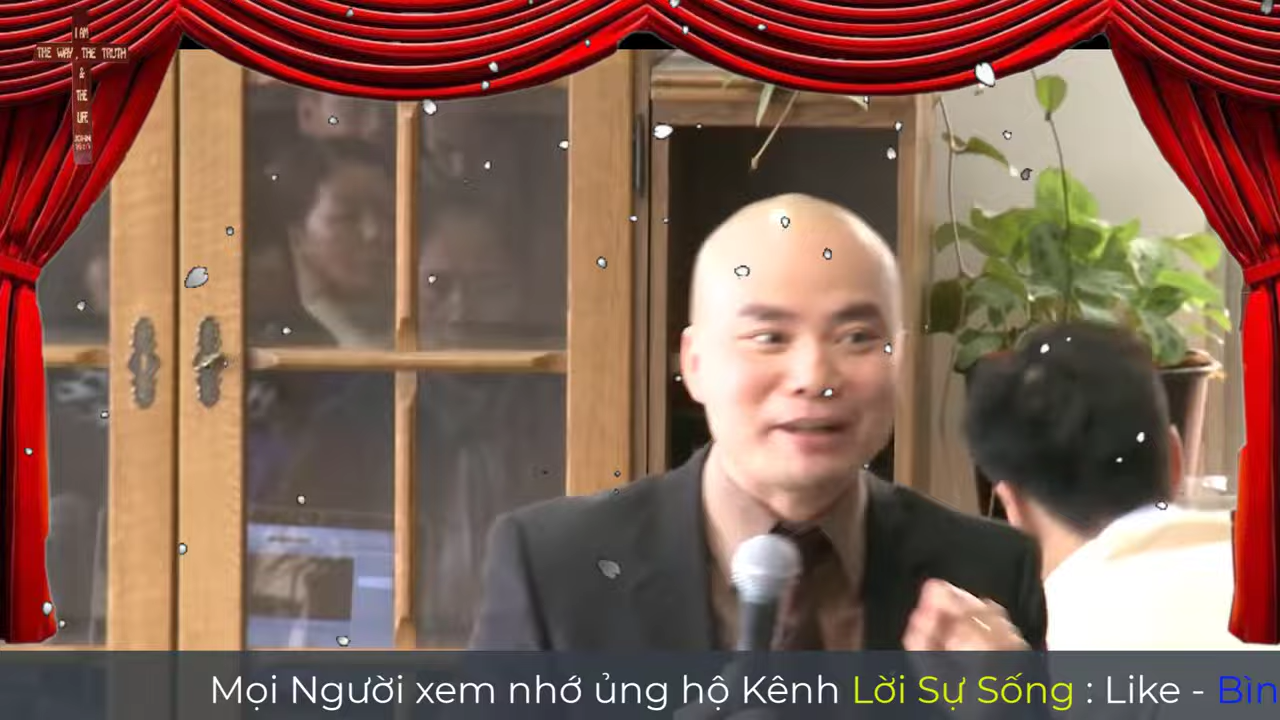 I AM
THE WAY, THE TRUTH
&
THE
LIFE
JOHN
Mọi Người xem nhớ ủng hộ Kênh Lời Sự Sống : Like - Bìn